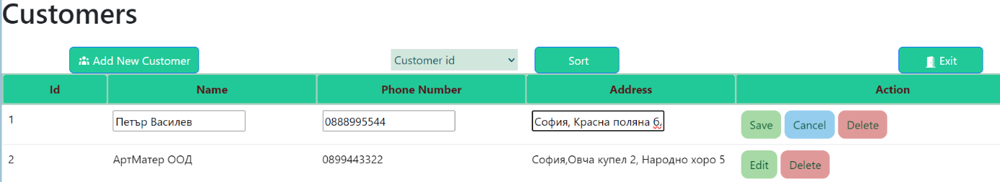 Customers
Add New Customer Customer id Sort Exit
Id Name Phone Number Address Action
1 Петър Василев 0888995544 София, Красна поляна Save Cancel Delete
2 АртМатер ООД 0899443322 София,Овча купел 2, Народно хоро 5 Edit Delete